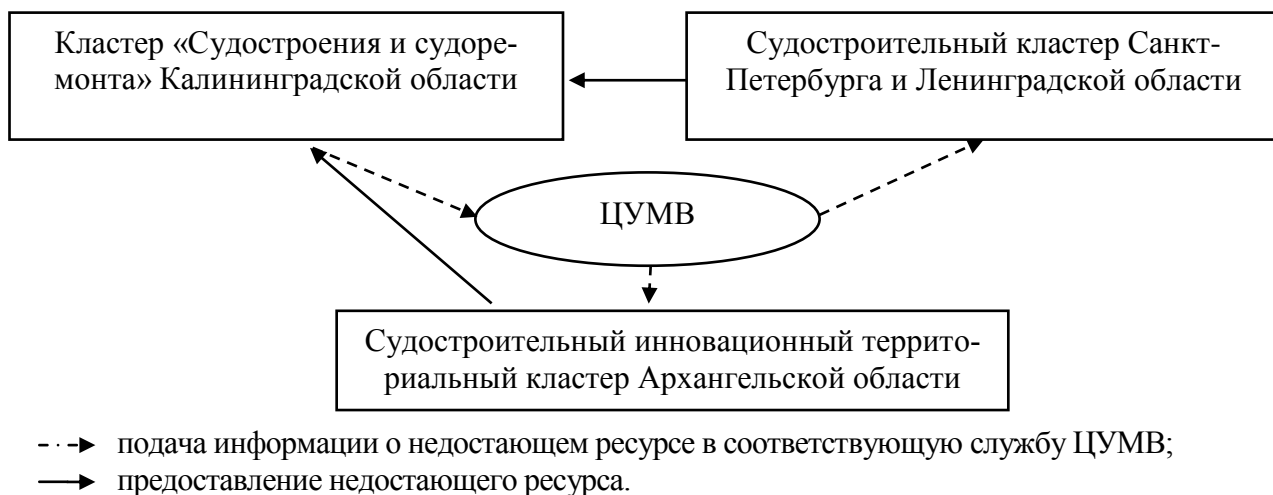 Кластер «Судостроения и судоре-
монта» Калининградской области
Судостроительный кластер Санкт-
Петербурга и Ленинградской области
ЦУМВ
Судостроительный инновационный террито-
риальный кластер Архангельской области
подача информации о недостающем ресурсе в соответствующую службу ЦУМВ;
предоставление недостающего ресурса.